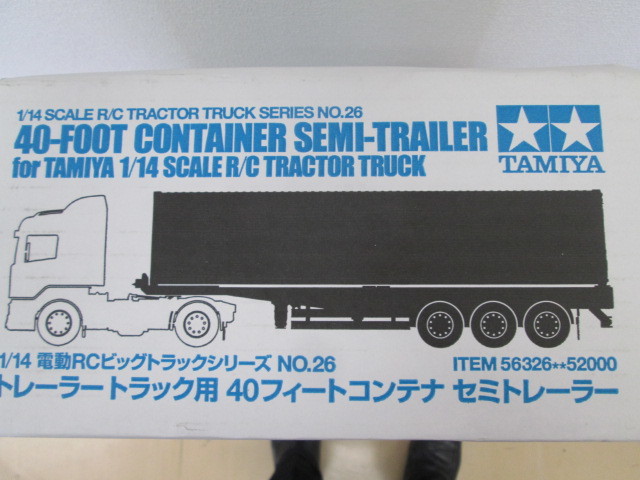 1/14 SCALE R/C TRACTOR TRUCK SERIES NO.26
40-FOOT CONTAINER SEMI-TRAILER
for TAMIYA 1/14 SCALE R/C TRACTOR TRUCK
TAMIYA
1/14 電動RCビッグトラックシリーズ NO.26
ITEM 56326**52000
トレーラートラック用 40フィートコンテナ セミトレーラー